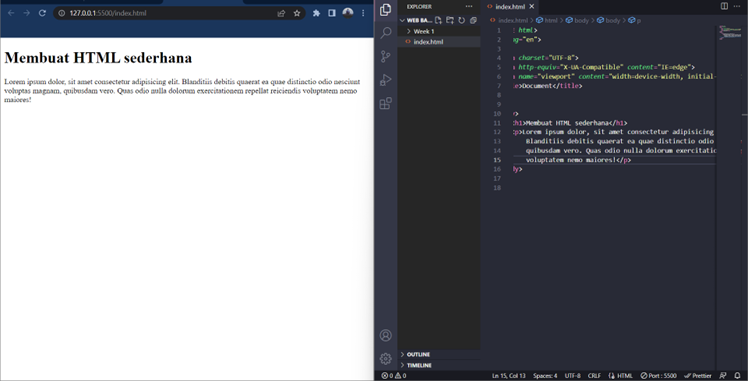 127.0.0.1:5500/index.html
Membuat HTML sederhana
Lorem ipsum dolor, sit amet consectetur adipisicing elit. Blanditiis debitis quaerat ea quae distinctio odio nesciunt
voluptas magnam, quibusdam vero. Quas odio nulla dolorum exercitationem repellat reiciendis voluptatem nemo
maiores!
EXPLORER
WEB BA...
Week 1
index.html
OUTLINE
TIMELINE
index.html
index.html > html > body > body > p
1
2
3
4
5
6
7
8
9
10
11
12
13
14
15
16
17
18
html>
ng="en">
charset="UTF-8">
http-equiv="X-UA-Compatible" content="IE=edge">
name="viewport" content="width=device-width, initial-
le>Document</title>
>
<h1>Membuat HTML sederhana</h1>
<p>Lorem ipsum dolor, sit amet consectetur adipisicing
Blanditiis debitis quaerat ea quae distinctio odio
quibusdam vero. Quas odio nulla dolorum exercitatio
voluptatem nemo maiores!</p>
dy>
0 0
Ln 15, Col 13
Spaces: 4
UTF-8
CRLF
HTML
Port : 5500
Prettier